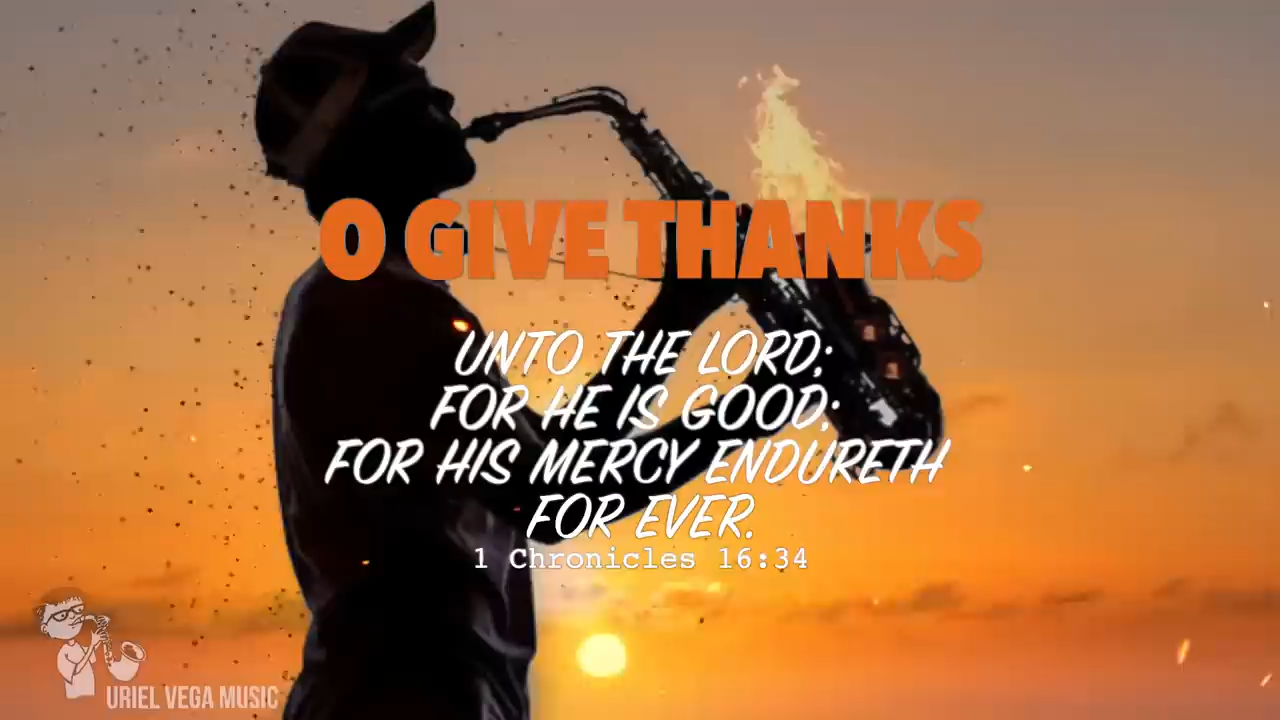 O GIVE THANKS
UNTO THE LORD;
FOR HE IS GOOD;
FOR HIS MERCY ENDURETH
FOR EVER.
1 Chronicles 16:34
URIEL VEGA MUSIC